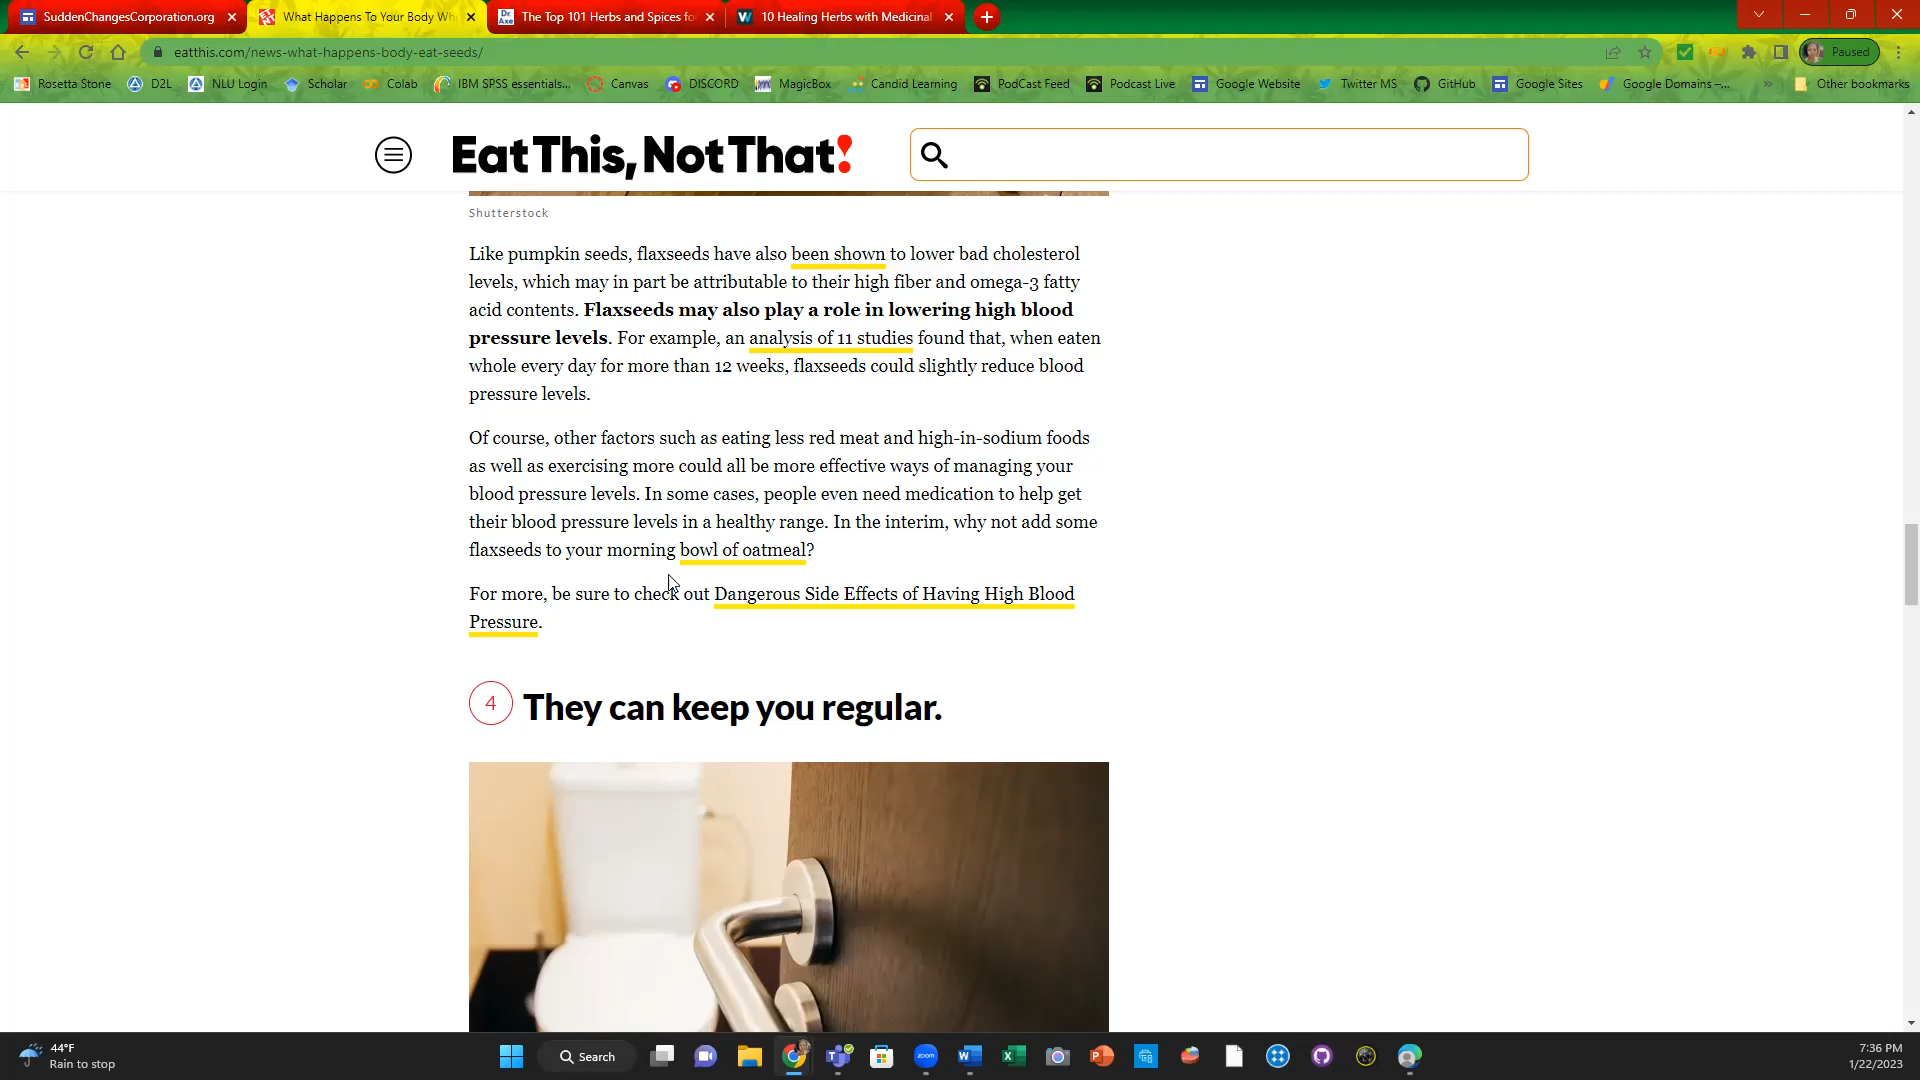 SuddenChangesCorporation.org
What Happens To Your Body Wh
The Top 101 Herbs and Spices fo
10 Healing Herbs with Medicinal
eatthis.com/news-what-happens-body-eat-seeds/
Paused
Rosetta Stone
D2L
NLU Login
Scholar
Colab
IBM SPSS essentials...
Canvas
DISCORD
MagicBox
Candid Learning
PodCast Feed
Podcast Live
Google Website
Twitter MS
GitHub
Google Sites
Google Domains –...
»
Other bookmarks
Eat This, Not That!
Shutterstock
Like pumpkin seeds, flaxseeds have also been shown to lower bad cholesterol
levels, which may in part be attributable to their high fiber and omega-3 fatty
acid contents. Flaxseeds may also play a role in lowering high blood
pressure levels. For example, an analysis of 11 studies found that, when eaten
whole every day for more than 12 weeks, flaxseeds could slightly reduce blood
pressure levels.
Of course, other factors such as eating less red meat and high-in-sodium foods
as well as exercising more could all be more effective ways of managing your
blood pressure levels. In some cases, people even need medication to help get
their blood pressure levels in a healthy range. In the interim, why not add some
flaxseeds to your morning bowl of oatmeal?
For more, be sure to check out Dangerous Side Effects of Having High Blood
Pressure.
4 They can keep you regular.
44°F
Rain to stop
Search
zoom
7:36 PM
1/22/2023